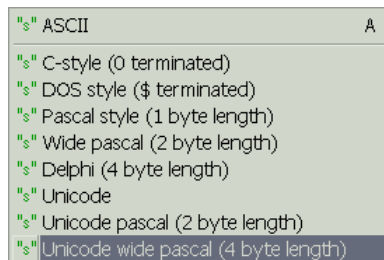 "s" ASCII A
"s" C-style (0 terminated)
"s" DOS style ($ terminated)
"s" Pascal style (1 byte length)
"s" Wide pascal (2 byte length)
"s" Delphi (4 byte length)
"s" Unicode
"s" Unicode pascal (2 byte length)
"s" Unicode wide pascal (4 byte length)